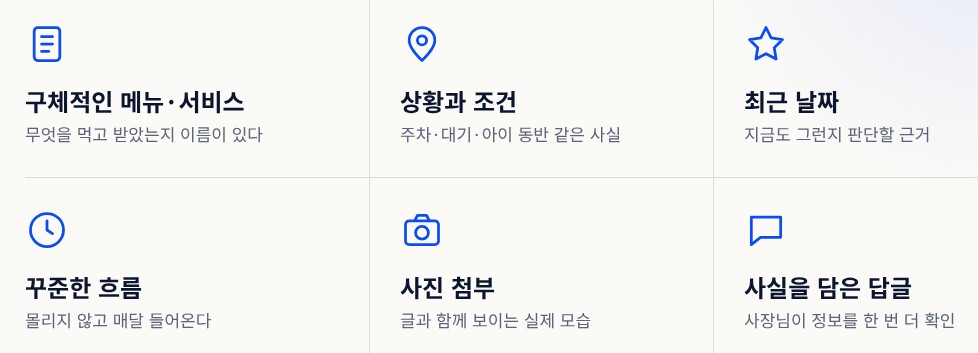 구체적인 메뉴·서비스
무엇을 먹고 받았는지 이름이 있다
상황과 조건
주차·대기·아이 동반 같은 사실
최근 날짜
지금도 그런지 판단할 근거
꾸준한 흐름
몰리지 않고 매달 들어온다
사진 첨부
글과 함께 보이는 실제 모습
사실을 담은 답글
사장님이 정보를 한 번 더 확인